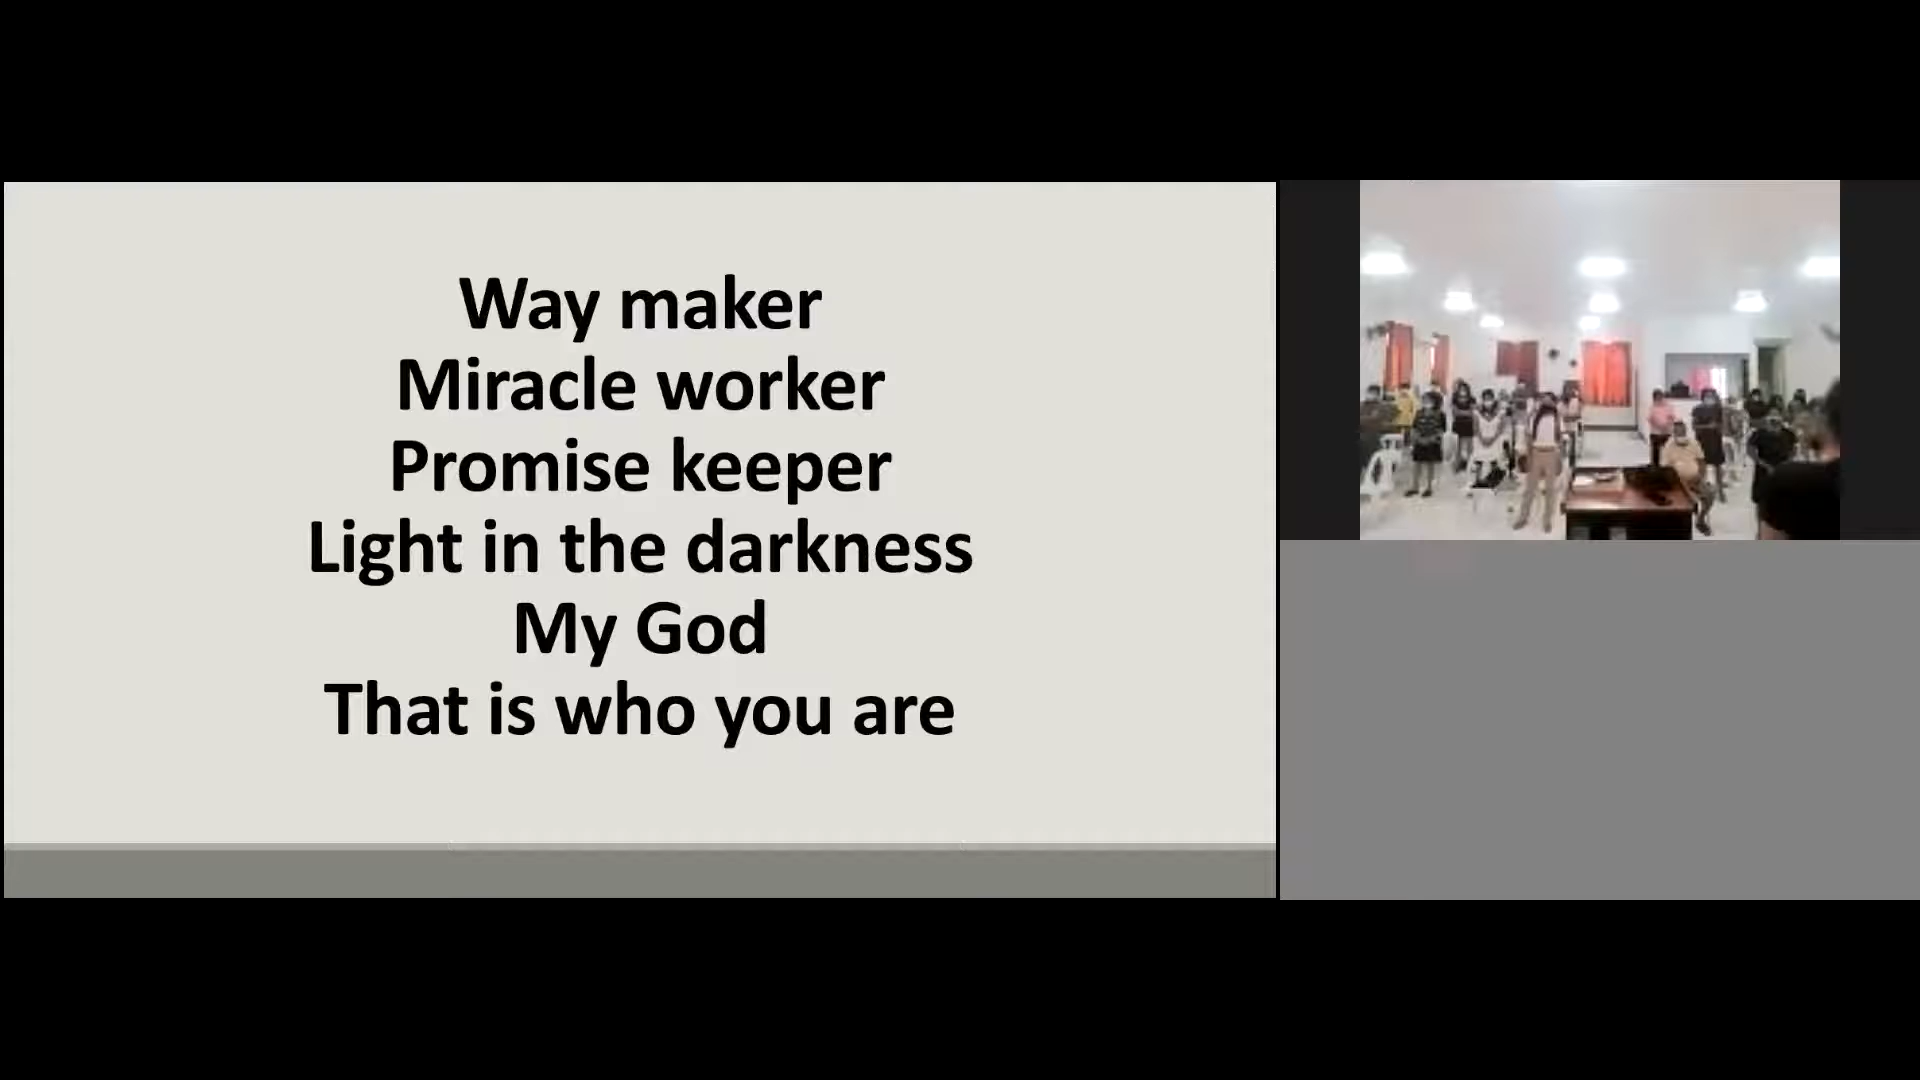 Way maker
Miracle worker
Promise keeper
Light in the darkness
My God
That is who you are